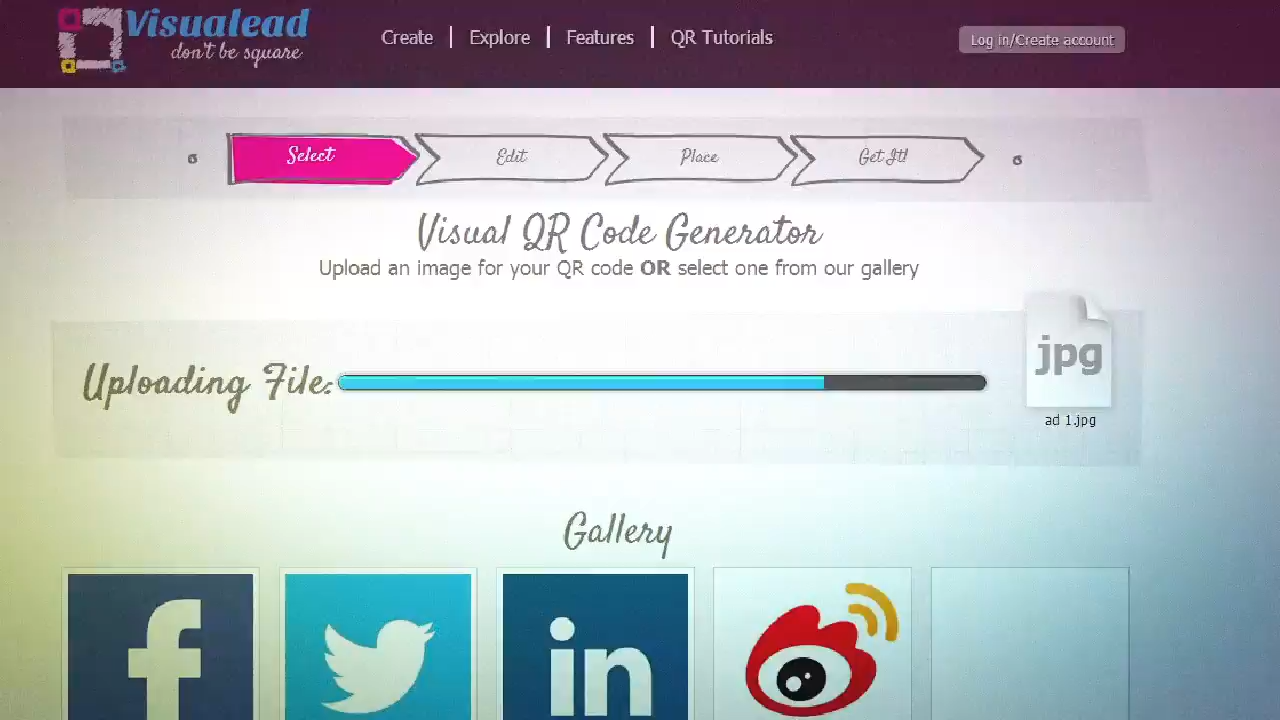 Visualead
don't be square
Create | Explore | Features | QR Tutorials
Log in/Create account
Select
Edit
Place
Get It!
Visual QR Code Generator
Upload an image for your QR code OR select one from our gallery
Uploading File:
jpg
ad 1.jpg
Gallery
f
in